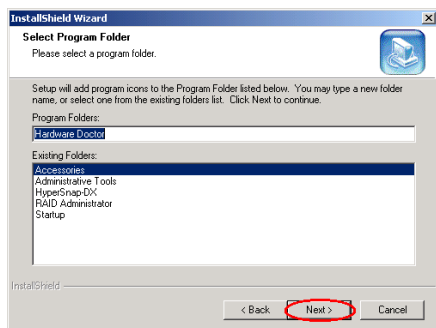 InstallShield Wizard
Select Program Folder
Please select a program folder.
Setup will add program icons to the Program Folder listed below. You may type a new folder
name, or select one from the existing folders list. Click Next to continue.
Program Folders:
Hardware Doctor
Existing Folders:
Accessories
Administrative Tools
HyperSnap-DX
RAID Administrator
Startup
InstallShield
< Back Next > Cancel